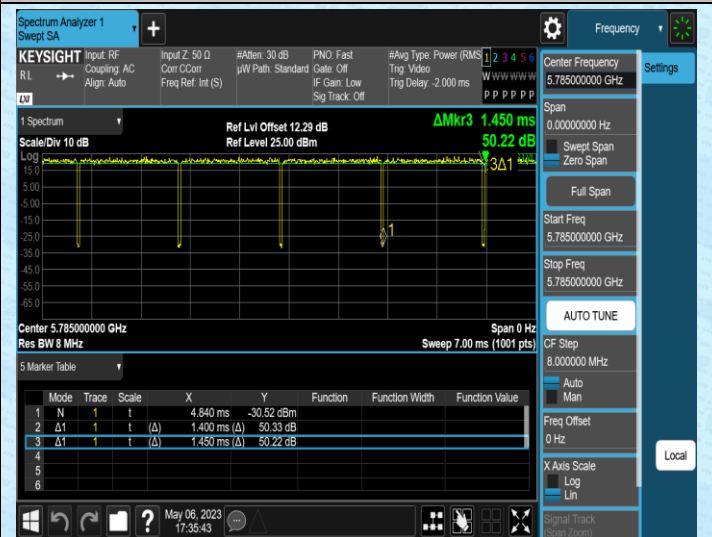 Spectrum Analyzer 1
Swept SA
Frequency
KEYSIGHT
RL
LXI
Input: RF
Coupling: AC
Align: Auto
Input Z: 50 Ω
Corr CCorr
Freq Ref: Int (S)
#Atten: 30 dB
µW Path: Standard
PNO: Fast
Gate: Off
IF Gain: Low
Sig Track: Off
#Avg Type: Power (RMS
Trig: Video
Trig Delay: -2.000 ms
1 2 3 4 5 6
W W W W W W
P P P P P P
Center Frequency
5.785000000 GHz
Settings
Span
0.00000000 Hz
Swept Span
Zero Span
Full Span
Start Freq
5.785000000 GHz
Stop Freq
5.785000000 GHz
AUTO TUNE
CF Step
8.000000 MHz
Auto
Man
Freq Offset
0 Hz
X Axis Scale
Log
Lin
Signal Track
(Span Zoom)
Local
1 Spectrum
Scale/Div 10 dB
Ref Lvl Offset 12.29 dB
Ref Level 25.00 dBm
ΔMkr3 1.450 ms
50.22 dB
Log
15.0
5.00
-5.00
-15.0
-25.0
-35.0
-45.0
-55.0
-65.0
3Δ1
1
Center 5.785000000 GHz
Res BW 8 MHz
Span 0 Hz
Sweep 7.00 ms (1001 pts)
5 Marker Table
Mode Trace Scale X Y Function Function Width Function Value
1 N 1 t 4.840 ms -30.52 dBm
2 Δ1 1 t (Δ) 1.400 ms (Δ) 50.33 dB
3 Δ1 1 t (Δ) 1.450 ms (Δ) 50.22 dB
4
5
6
?
May 06, 2023
17:35:43